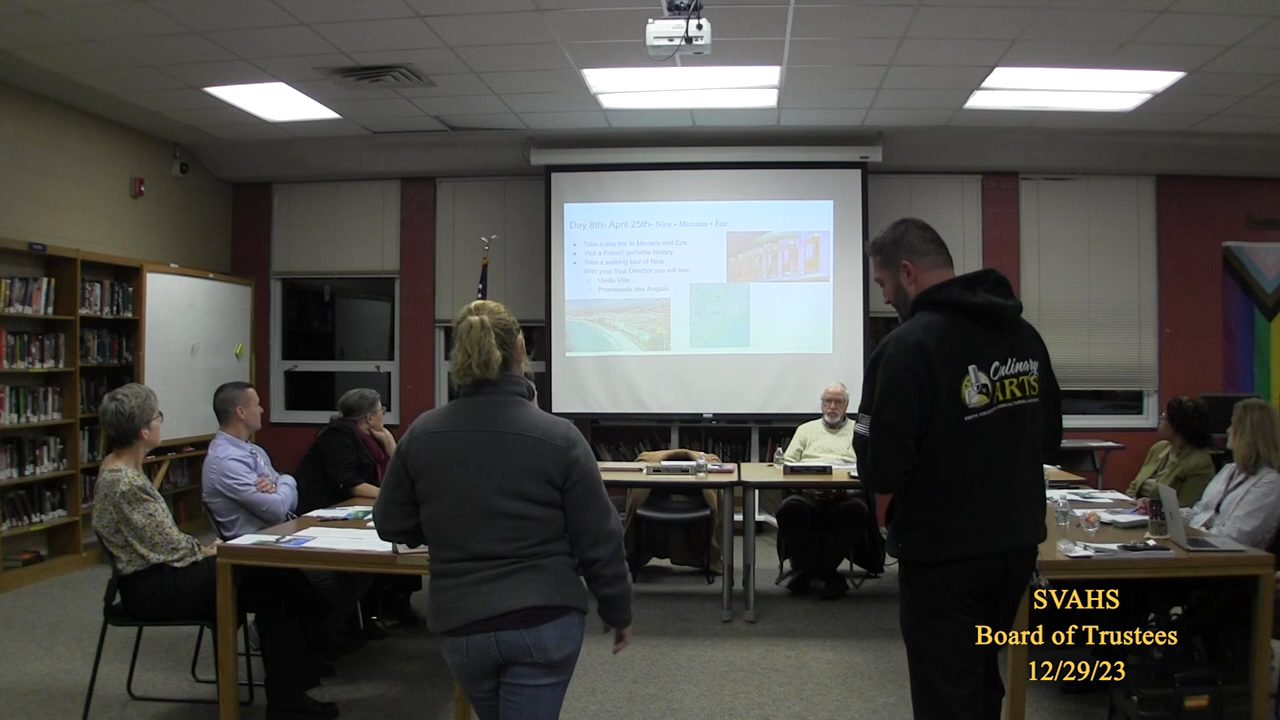 Day 8th- April 25th- Nice • Monaco • Èze
Take a day trip to Monaco and Eze
Visit a French perfume factory
Take a walking tour of Nice
With your Tour Director you will see:
Vieille Ville
Promenade des Anglais
Culinary
ARTS
SVAHS
Board of Trustees
12/29/23